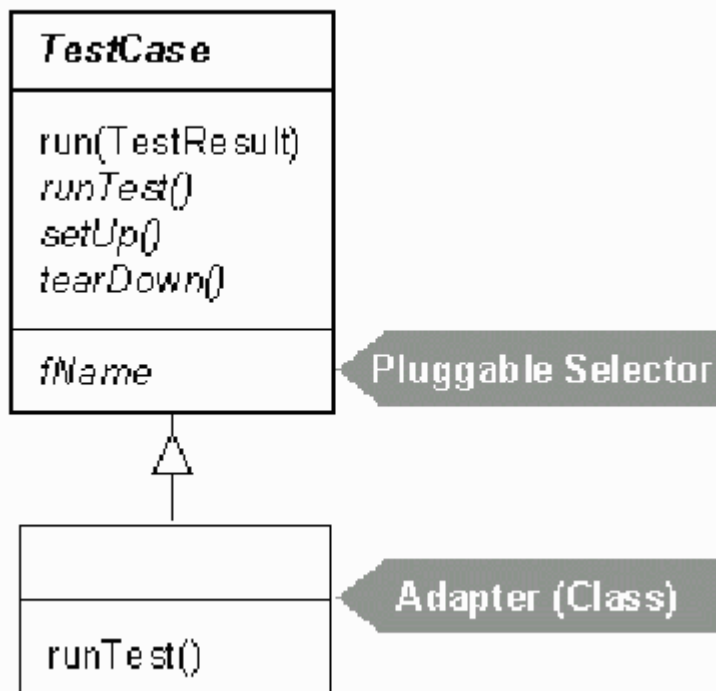 TestCase
run(TestResult)
runTest()
setUp()
tearDown()
fName
Pluggable Selector
Adapter (Class)
runTest()